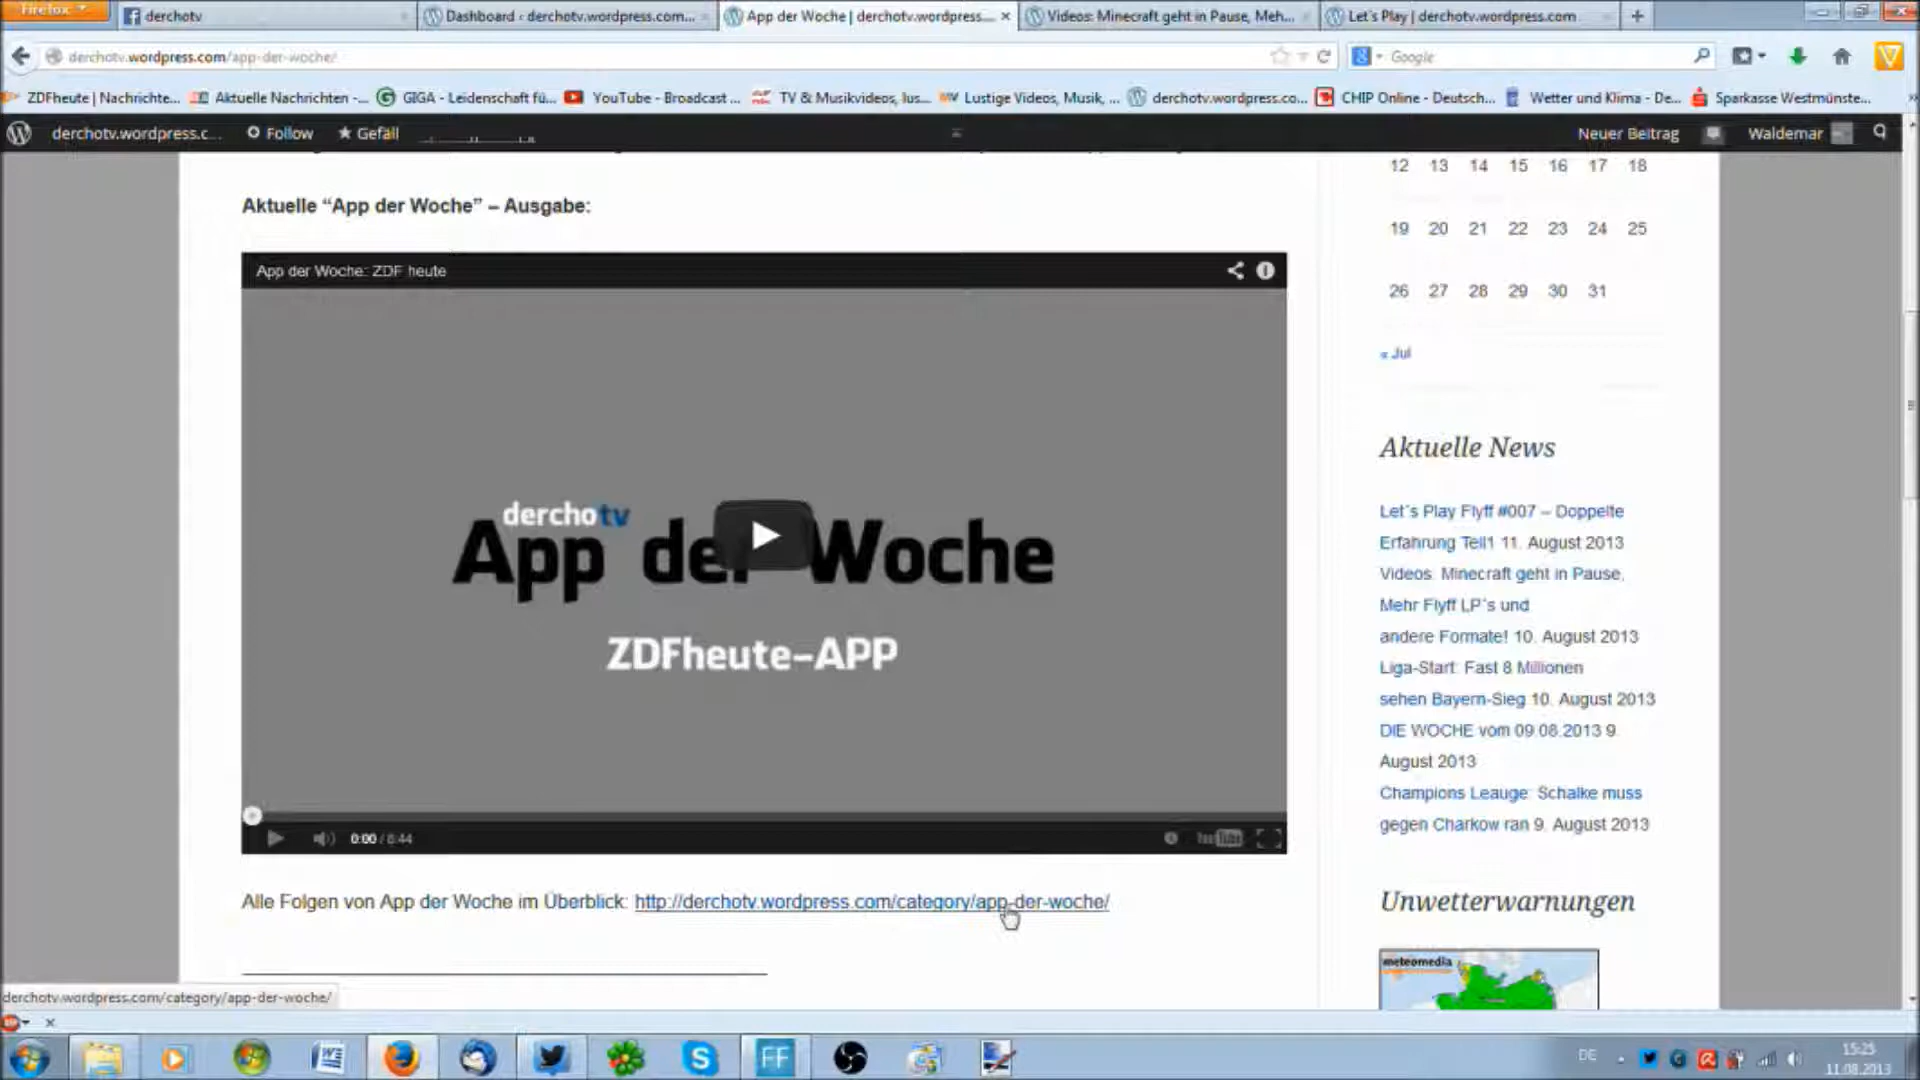 Firefox
derchotv
Dashboard ‹ derchotv.wordpress.com...
App der Woche | derchotv.wordpress...
Videos: Minecraft geht in Pause, Meh...
Let´s Play | derchotv.wordpress.com
derchotv.wordpress.com/app-der-woche/
Google
ZDFheute | Nachrichte...
Aktuelle Nachrichten -...
GIGA - Leidenschaft fü...
YouTube - Broadcast ...
TV & Musikvideos, lus...
Lustige Videos, Musik, ...
derchotv.wordpress.co...
CHIP Online - Deutsch...
Wetter und Klima - De...
Sparkasse Westmünste...
derchotv.wordpress.c...
Follow
Gefällt
Neuer Beitrag
Waldemar
Aktuelle “App der Woche” – Ausgabe:
App der Woche: ZDF heute
derchotv
App der Woche
ZDFheute-APP
0:00 / 8:44
YouTube
Alle Folgen von App der Woche im Überblick: http://derchotv.wordpress.com/category/app-der-woche/
12 13 14 15 16 17 18
19 20 21 22 23 24 25
26 27 28 29 30 31
« Jul
Aktuelle News
Let´s Play Flyff #007 – Doppelte
Erfahrung Teil1 11. August 2013
Videos: Minecraft geht in Pause,
Mehr Flyff LP´s und
andere Formate! 10. August 2013
Liga-Start: Fast 8 Millionen
sehen Bayern-Sieg 10. August 2013
DIE WOCHE vom 09.08.2013 9.
August 2013
Champions Leauge: Schalke muss
gegen Charkow ran 9. August 2013
Unwetterwarnungen
meteomedia
derchotv.wordpress.com/category/app-der-woche/
FF
DE
15:25
11.08.2013